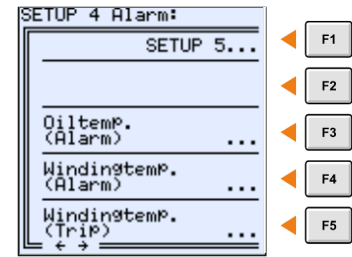 SETUP 4 Alarm:
SETUP 5...
F1
F2
Oiltemp.
(Alarm) ...
F3
Windingtemp.
(Alarm) ...
F4
Windingtemp.
(Trip) ...
F5
← →